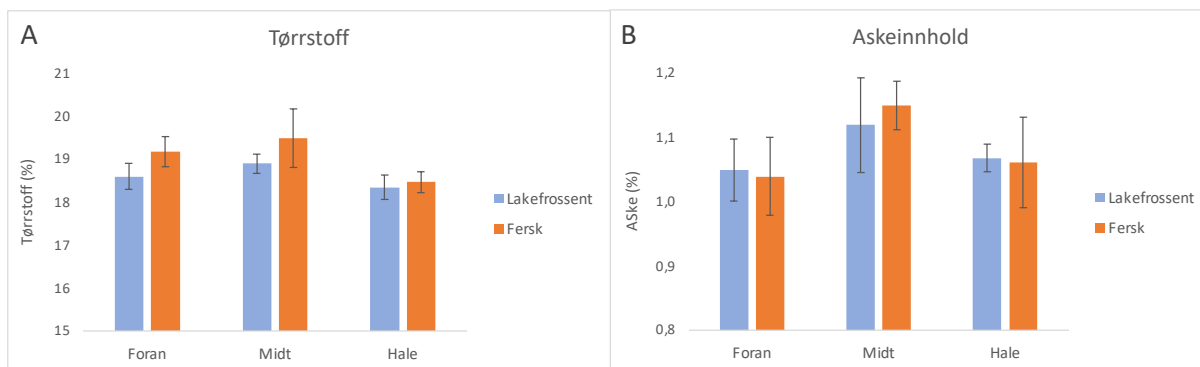 A
Tørrstoff
Tørrstoff (%)
21
20
19
18
17
16
15
Foran Midt Hale
Lakefrossent
Fersk
B
Askeinnhold
ASke (%)
1,2
1,1
1,0
0,9
0,8
Foran Midt Hale
Lakefrossent
Fersk